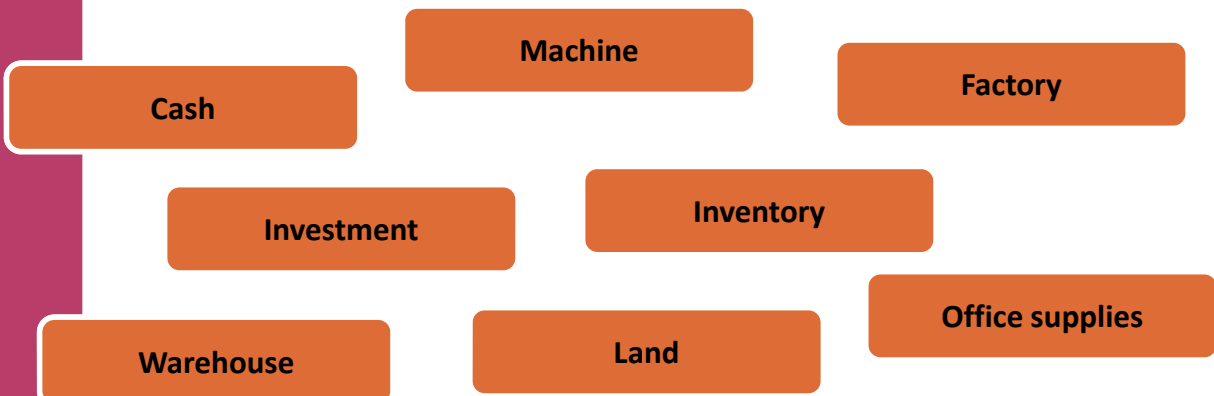 Machine
Factory
Cash
Inventory
Investment
Office supplies
Land
Warehouse